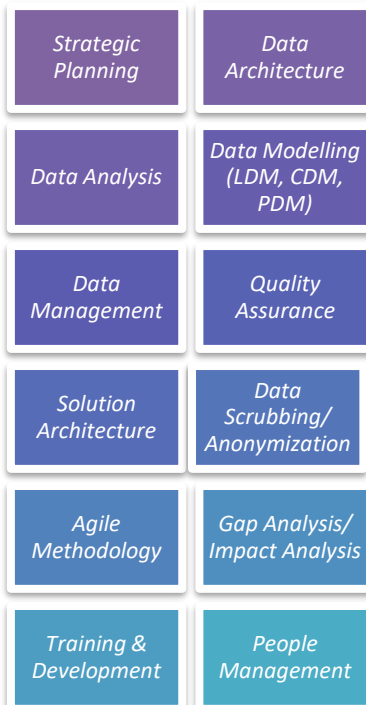 Strategic
Planning
Data
Architecture
Data Analysis
Data Modelling
(LDM, CDM,
PDM)
Data
Management
Quality
Assurance
Solution
Architecture
Data
Scrubbing/
Anonymization
Agile
Methodology
Gap Analysis/
Impact Analysis
Training &
Development
People
Management